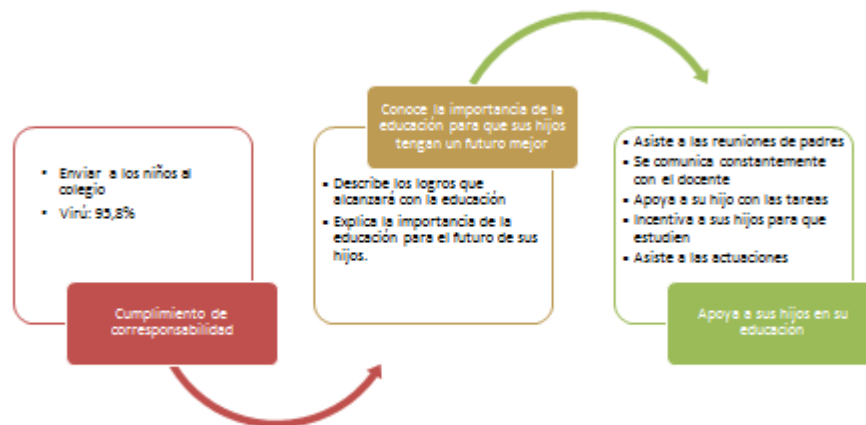 • Enviar a los niños al
colegio
• Virú: 95,8%
Cumplimiento de
corresponsabilidad
Conoce la importancia de la
educación para que sus hijos
tengan un futuro mejor
▪ Describe los logros que
alcanzará con la educación
▪ Explica la importancia de la
educación para el futuro de sus
hijos.
▪ Asiste a las reuniones de padres
▪ Se comunica constantemente
con el docente
▪ Apoya a su hijo con las tareas
▪ Incentiva a sus hijos para que
estudien
▪ Asiste a las actuaciones
Apoya a sus hijos en su
educación